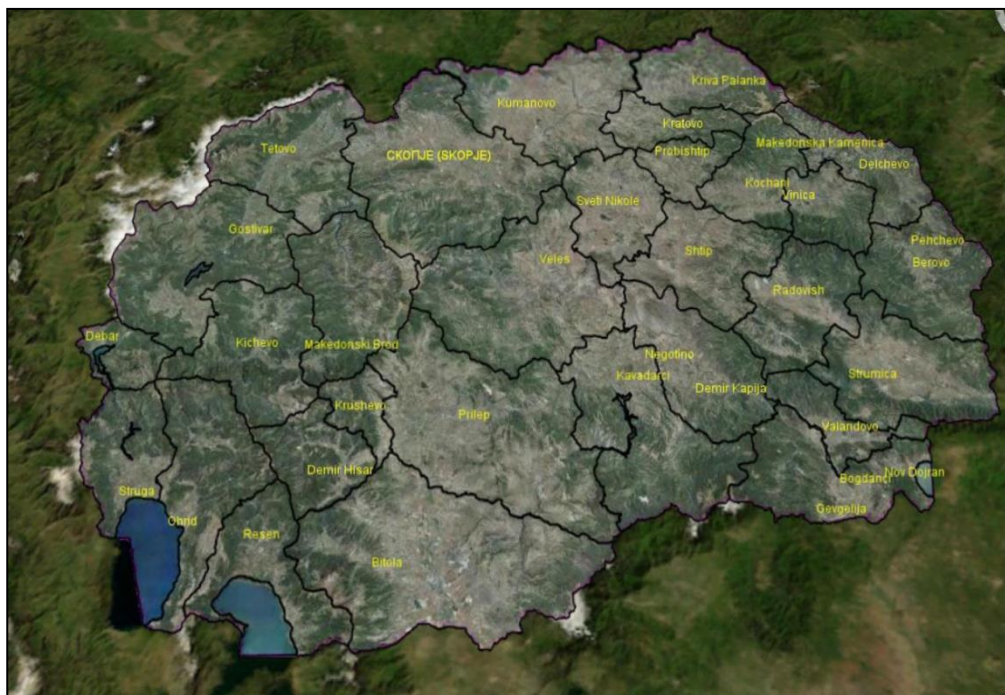 Kriva Palanka
Kumanovo
Kratovo
Makedonska Kamenica
Tetovo
СКОПЈЕ (SKOPJE)
Probishtip
Delchevo
Kochani
Vinica
Sveti Nikole
Gostivar
Penchevo
Shtip
Veles
Berovo
Radovish
Debar
Kichevo
Makedonski Brod
Negotino
Kavadarci
Strumica
Demir Kapija
Krushevo
Prilep
Valandovo
Demir Hisar
Nov Dojran
Bogdanci
Struga
Gevgelija
Ohrid
Resen
Bitola